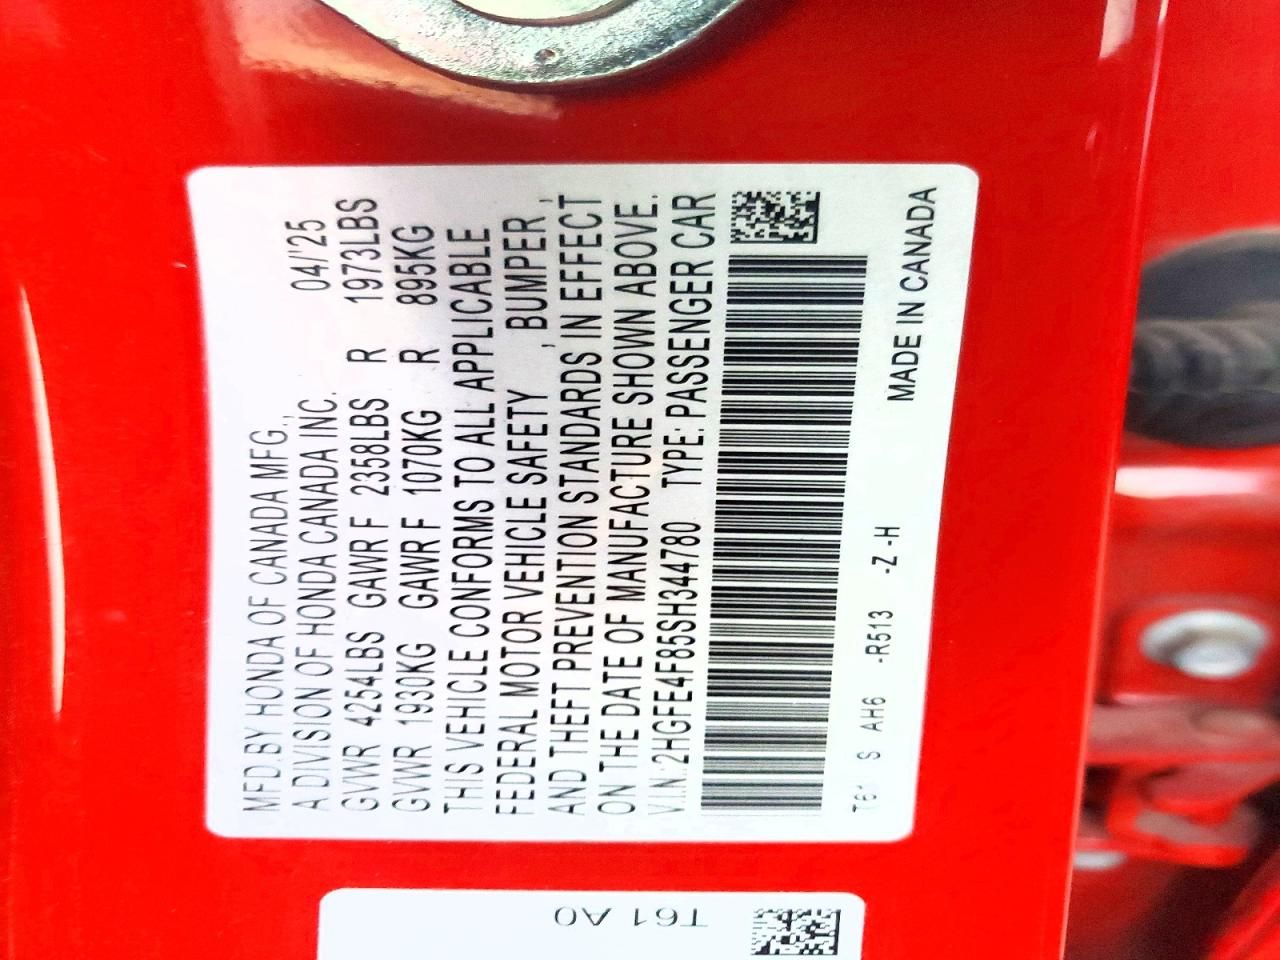 MFD.BY HONDA OF CANADA MFG.,
A DIVISION OF HONDA CANADA INC. 04/'25
GVWR 4254LBS GAWR F 2358LBS R 1973LBS
GVWR 1930KG GAWR F 1070KG R 895KG
THIS VEHICLE CONFORMS TO ALL APPLICABLE
FEDERAL MOTOR VEHICLE SAFETY , BUMPER ,
AND THEFT PREVENTION STANDARDS IN EFFECT
ON THE DATE OF MANUFACTURE SHOWN ABOVE.
V.I.N:2HGFE4F85SH344780 TYPE: PASSENGER CAR
T61 S AH6 -R513 -Z -H
MADE IN CANADA
T61 A0